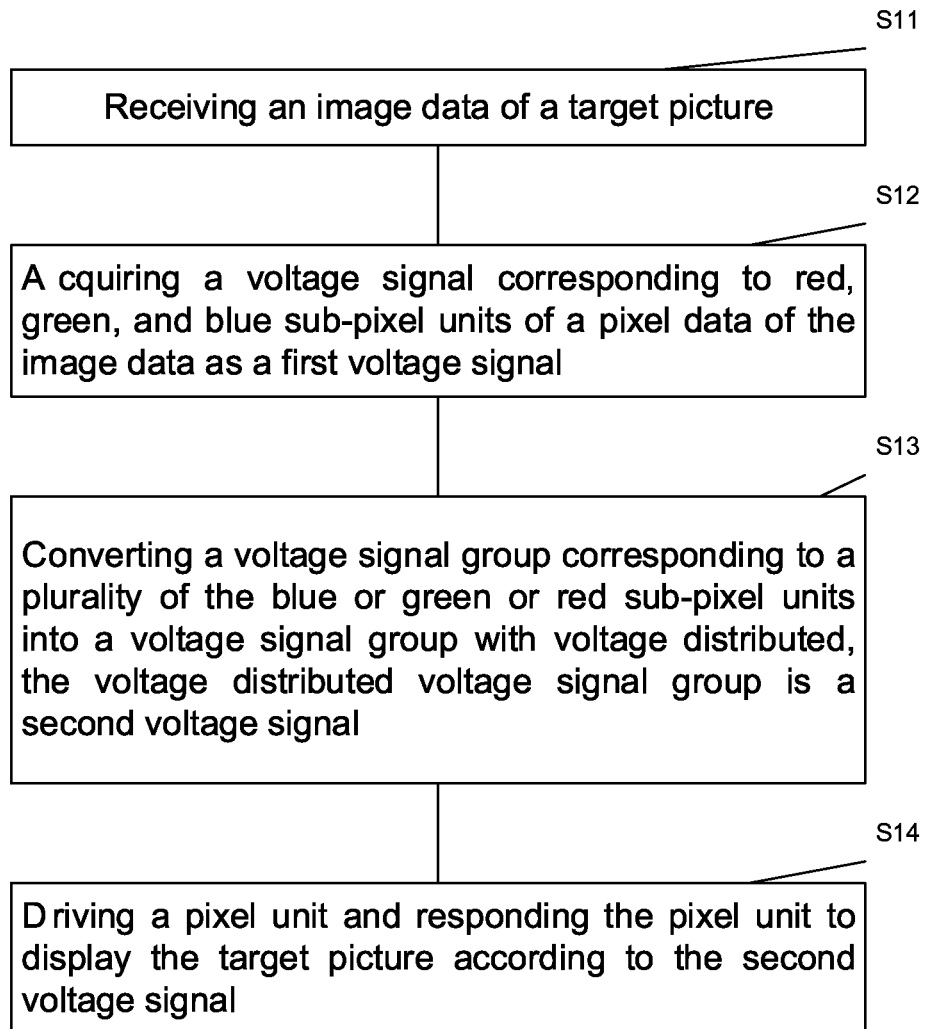 S11
Receiving an image data of a target picture
S12
A cquiring a voltage signal corresponding to red,
green, and blue sub-pixel units of a pixel data of the
image data as a first voltage signal
S13
Converting a voltage signal group corresponding to a
plurality of the blue or green or red sub-pixel units
into a voltage signal group with voltage distributed,
the voltage distributed voltage signal group is a
second voltage signal
S14
D riving a pixel unit and responding the pixel unit to
display the target picture according to the second
voltage signal